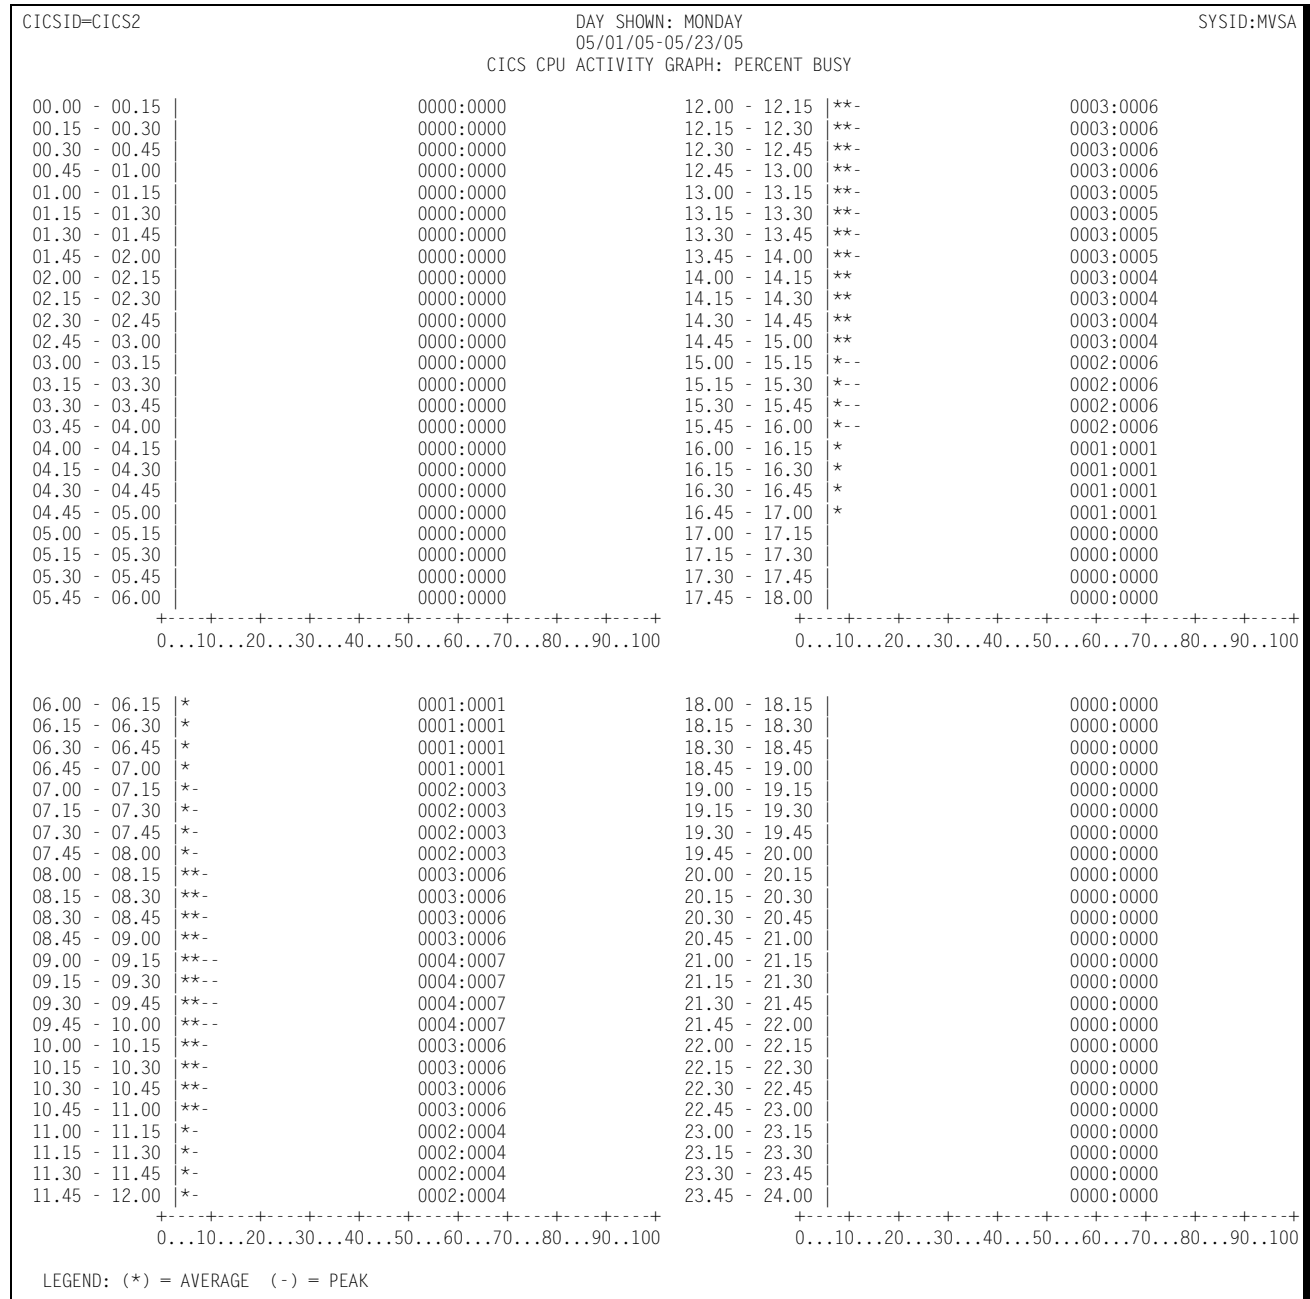 CICSID=CICS2 DAY SHOWN: MONDAY SYSID:MVSA
05/01/05-05/23/05
CICS CPU ACTIVITY GRAPH: PERCENT BUSY
00.00 - 00.15 | 0000:0000 12.00 - 12.15 |**- 0003:0006
00.15 - 00.30 | 0000:0000 12.15 - 12.30 |**- 0003:0006
00.30 - 00.45 | 0000:0000 12.30 - 12.45 |**- 0003:0006
00.45 - 01.00 | 0000:0000 12.45 - 13.00 |**- 0003:0006
01.00 - 01.15 | 0000:0000 13.00 - 13.15 |**- 0003:0005
01.15 - 01.30 | 0000:0000 13.15 - 13.30 |**- 0003:0005
01.30 - 01.45 | 0000:0000 13.30 - 13.45 |**- 0003:0005
01.45 - 02.00 | 0000:0000 13.45 - 14.00 |**- 0003:0005
02.00 - 02.15 | 0000:0000 14.00 - 14.15 |** 0003:0004
02.15 - 02.30 | 0000:0000 14.15 - 14.30 |** 0003:0004
02.30 - 02.45 | 0000:0000 14.30 - 14.45 |** 0003:0004
02.45 - 03.00 | 0000:0000 14.45 - 15.00 |** 0003:0004
03.00 - 03.15 | 0000:0000 15.00 - 15.15 |*-- 0002:0006
03.15 - 03.30 | 0000:0000 15.15 - 15.30 |*-- 0002:0006
03.30 - 03.45 | 0000:0000 15.30 - 15.45 |*-- 0002:0006
03.45 - 04.00 | 0000:0000 15.45 - 16.00 |*-- 0002:0006
04.00 - 04.15 | 0000:0000 16.00 - 16.15 |* 0001:0001
04.15 - 04.30 | 0000:0000 16.15 - 16.30 |* 0001:0001
04.30 - 04.45 | 0000:0000 16.30 - 16.45 |* 0001:0001
04.45 - 05.00 | 0000:0000 16.45 - 17.00 |* 0001:0001
05.00 - 05.15 | 0000:0000 17.00 - 17.15 | 0000:0000
05.15 - 05.30 | 0000:0000 17.15 - 17.30 | 0000:0000
05.30 - 05.45 | 0000:0000 17.30 - 17.45 | 0000:0000
05.45 - 06.00 | 0000:0000 17.45 - 18.00 | 0000:0000
+----+----+----+----+----+----+----+----+----+----+ +----+----+----+----+----+----+----+----+----+----+
0...10...20...30...40...50...60...70...80...90..100 0...10...20...30...40...50...60...70...80...90..100
06.00 - 06.15 |* 0001:0001 18.00 - 18.15 | 0000:0000
06.15 - 06.30 |* 0001:0001 18.15 - 18.30 | 0000:0000
06.30 - 06.45 |* 0001:0001 18.30 - 18.45 | 0000:0000
06.45 - 07.00 |* 0001:0001 18.45 - 19.00 | 0000:0000
07.00 - 07.15 |*- 0002:0003 19.00 - 19.15 | 0000:0000
07.15 - 07.30 |*- 0002:0003 19.15 - 19.30 | 0000:0000
07.30 - 07.45 |*- 0002:0003 19.30 - 19.45 | 0000:0000
07.45 - 08.00 |*- 0002:0003 19.45 - 20.00 | 0000:0000
08.00 - 08.15 |**- 0003:0006 20.00 - 20.15 | 0000:0000
08.15 - 08.30 |**- 0003:0006 20.15 - 20.30 | 0000:0000
08.30 - 08.45 |**- 0003:0006 20.30 - 20.45 | 0000:0000
08.45 - 09.00 |**- 0003:0006 20.45 - 21.00 | 0000:0000
09.00 - 09.15 |**-- 0004:0007 21.00 - 21.15 | 0000:0000
09.15 - 09.30 |**-- 0004:0007 21.15 - 21.30 | 0000:0000
09.30 - 09.45 |**-- 0004:0007 21.30 - 21.45 | 0000:0000
09.45 - 10.00 |**-- 0004:0007 21.45 - 22.00 | 0000:0000
10.00 - 10.15 |**- 0003:0006 22.00 - 22.15 | 0000:0000
10.15 - 10.30 |**- 0003:0006 22.15 - 22.30 | 0000:0000
10.30 - 10.45 |**- 0003:0006 22.30 - 22.45 | 0000:0000
10.45 - 11.00 |**- 0003:0006 22.45 - 23.00 | 0000:0000
11.00 - 11.15 |*- 0002:0004 23.00 - 23.15 | 0000:0000
11.15 - 11.30 |*- 0002:0004 23.15 - 23.30 | 0000:0000
11.30 - 11.45 |*- 0002:0004 23.30 - 23.45 | 0000:0000
11.45 - 12.00 |*- 0002:0004 23.45 - 24.00 | 0000:0000
+----+----+----+----+----+----+----+----+----+----+ +----+----+----+----+----+----+----+----+----+----+
0...10...20...30...40...50...60...70...80...90..100 0...10...20...30...40...50...60...70...80...90..100
LEGEND: (*) = AVERAGE (-) = PEAK